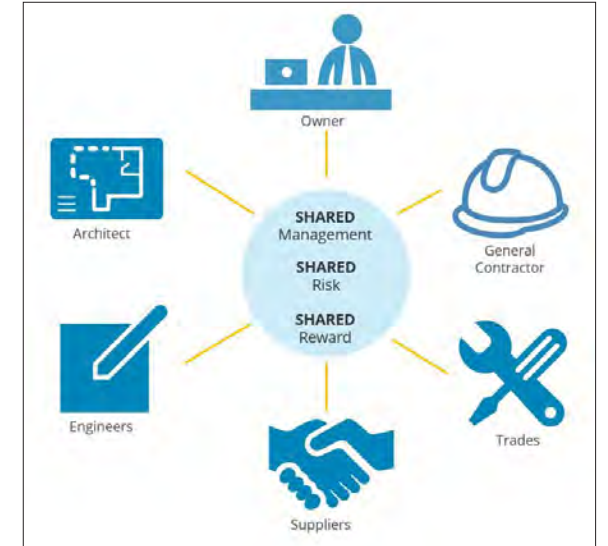 Owner
Architect
General
Contractor
SHARED
Management
SHARED
Risk
SHARED
Reward
Engineers
Trades
Suppliers